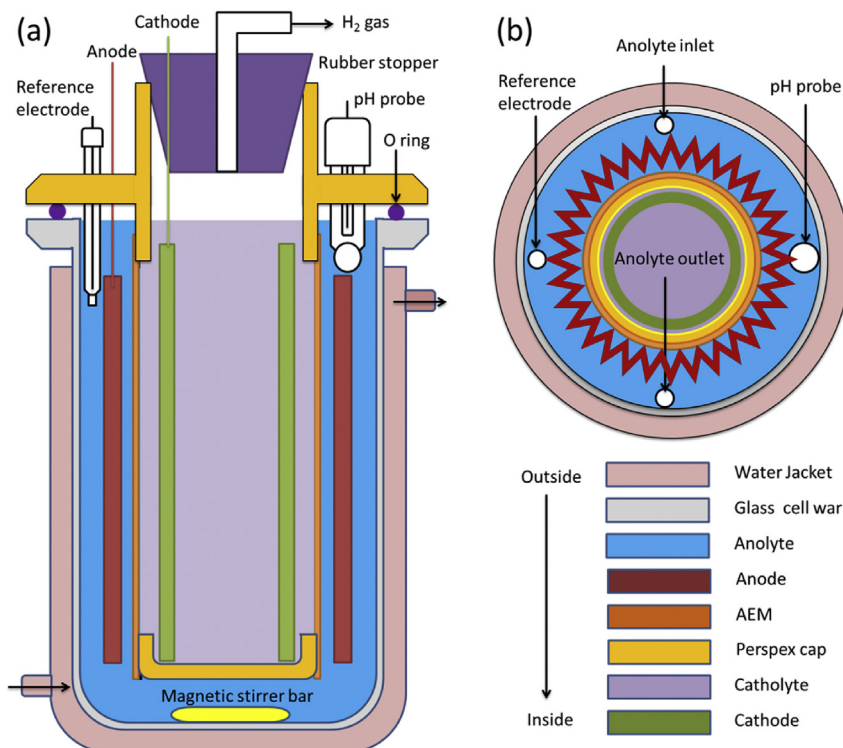 (a)
Cathode
H₂ gas
Anode
Rubber stopper
Reference
electrode
pH probe
O ring
Magnetic stirrer bar
(b)
Anolyte inlet
Reference
electrode
pH probe
Anolyte outlet
Outside
Inside
Water Jacket
Glass cell war
Anolyte
Anode
AEM
Perspex cap
Catholyte
Cathode